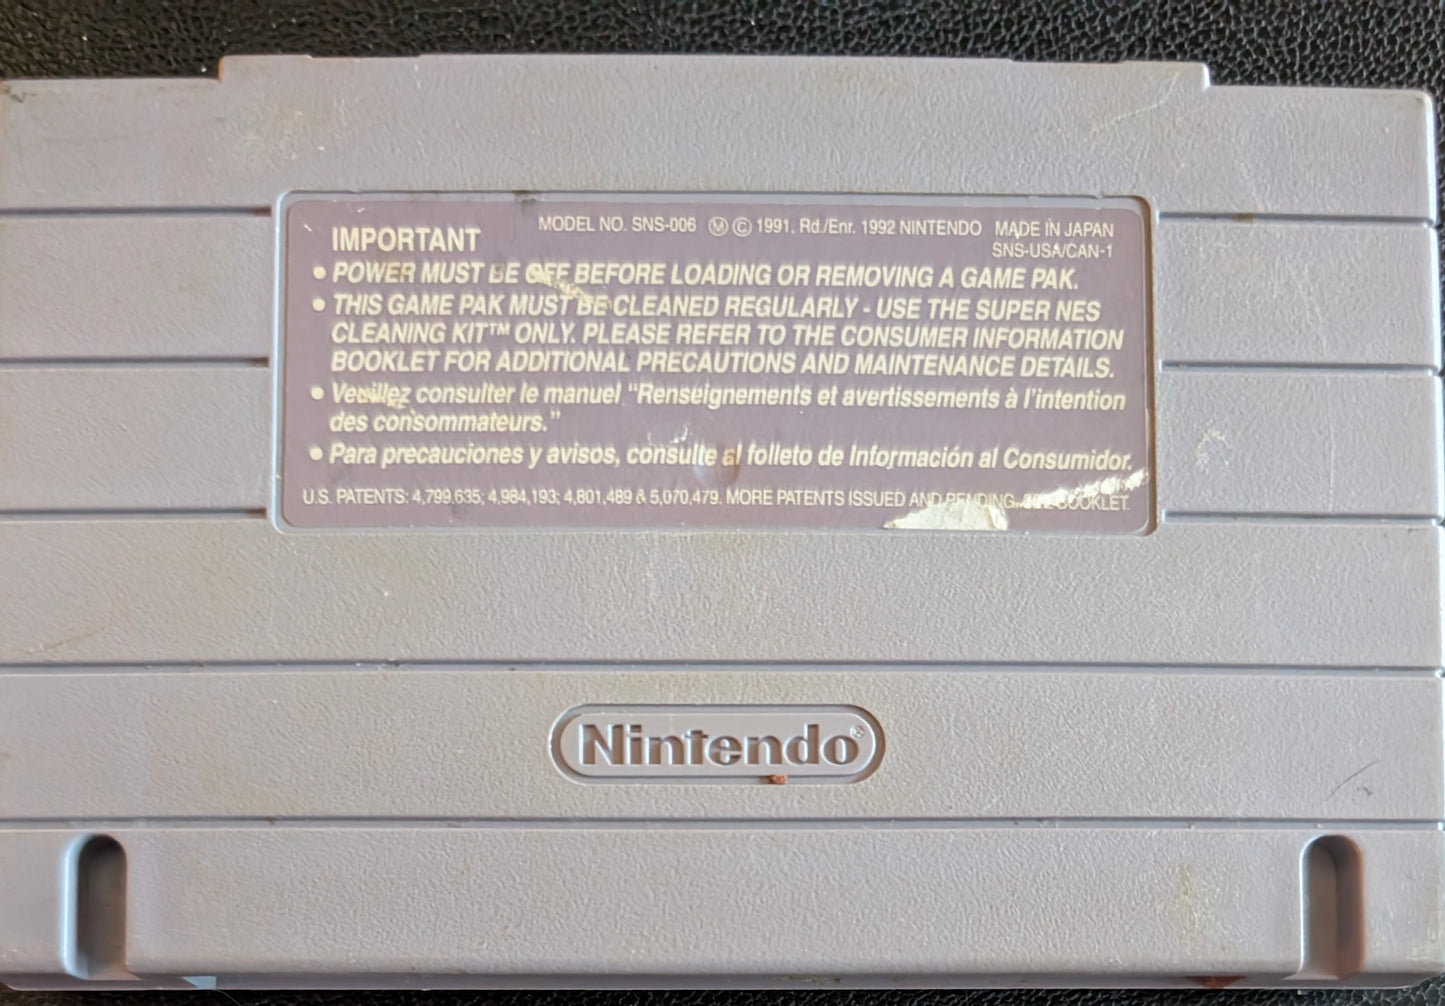 MODEL NO. SNS-006 Ⓜ Ⓒ 1991, Rd./Enr. 1992 NINTENDO MADE IN JAPAN
SNS-USA/CAN-1
IMPORTANT
• POWER MUST BE OFF BEFORE LOADING OR REMOVING A GAME PAK.
• THIS GAME PAK MUST BE CLEANED REGULARLY - USE THE SUPER NES
CLEANING KIT™ ONLY. PLEASE REFER TO THE CONSUMER INFORMATION
BOOKLET FOR ADDITIONAL PRECAUTIONS AND MAINTENANCE DETAILS.
• Veuillez consulter le manuel "Renseignements et avertissements à l'intention
des consommateurs."
• Para precauciones y avisos, consulte al folleto de Información al Consumidor.
U.S. PATENTS: 4,799,635; 4,984,193; 4,801,489 & 5,070,479. MORE PATENTS ISSUED AND PENDING, BOOKLET.
Nintendo®